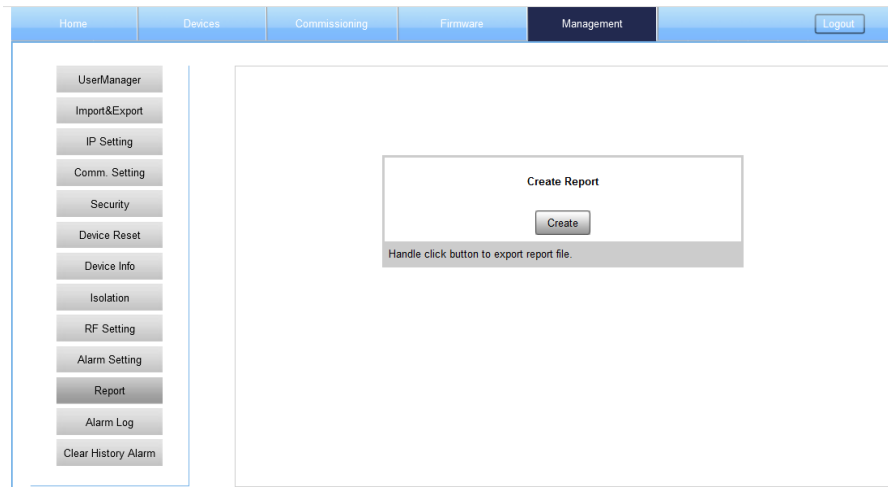 Home
Devices
Commissioning
Firmware
Management
Logout
UserManager
Import&Export
IP Setting
Comm. Setting
Security
Device Reset
Device Info
Isolation
RF Setting
Alarm Setting
Report
Alarm Log
Clear History Alarm
Create Report
Create
Handle click button to export report file.